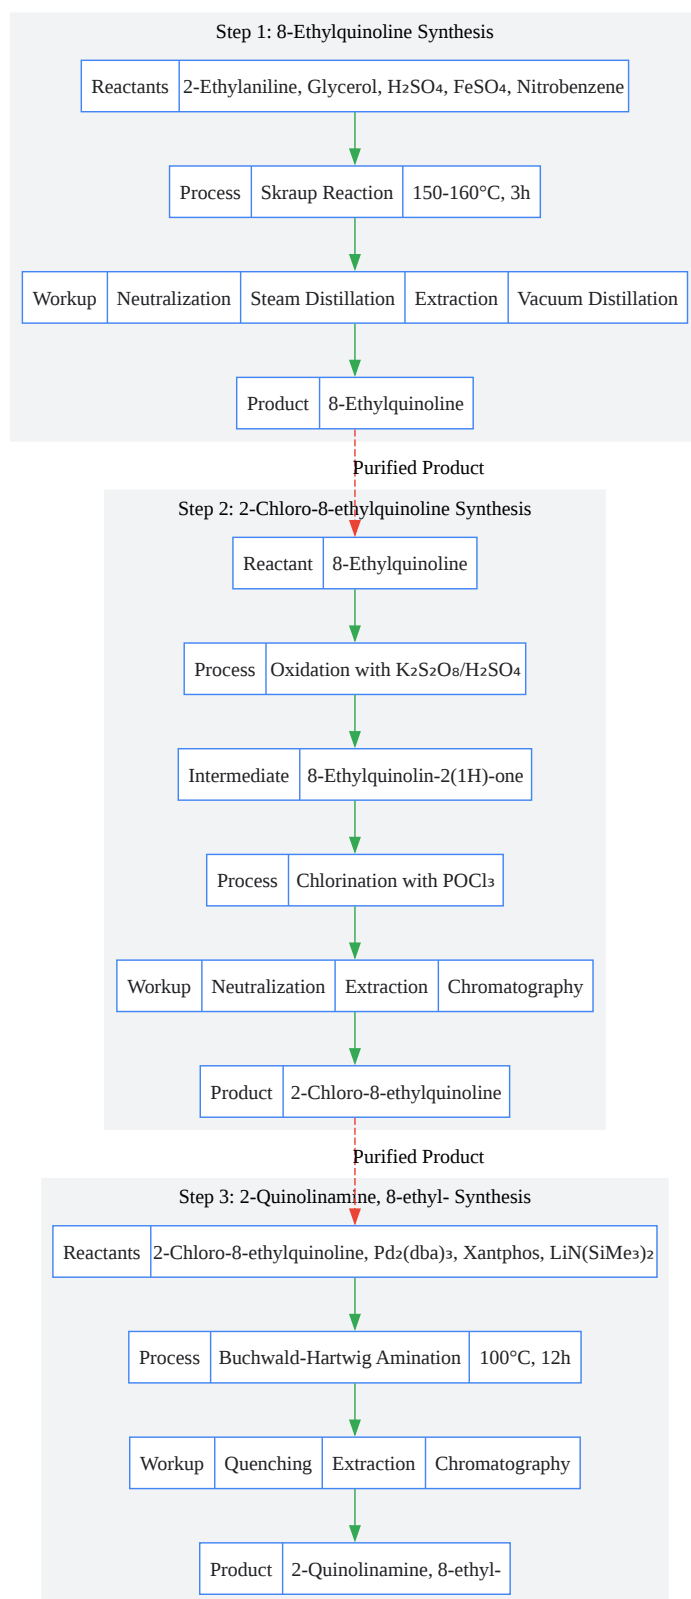 Step 1: 8-Ethylquinoline Synthesis
Reactants 2-Ethylaniline, Glycerol, H₂SO₄, FeSO₄, Nitrobenzene
Process Skraup Reaction 150-160°C, 3h
Workup Neutralization Steam Distillation Extraction Vacuum Distillation
Product 8-Ethylquinoline
Purified Product
Step 2: 2-Chloro-8-ethylquinoline Synthesis
Reactant 8-Ethylquinoline
Process Oxidation with K₂S₂O₈/H₂SO₄
Intermediate 8-Ethylquinolin-2(1H)-one
Process Chlorination with POCl₃
Workup Neutralization Extraction Chromatography
Product 2-Chloro-8-ethylquinoline
Purified Product
Step 3: 2-Quinolinamine, 8-ethyl- Synthesis
Reactants 2-Chloro-8-ethylquinoline, Pd₂(dba)₃, Xantphos, LiN(SiMe₃)₂
Process Buchwald-Hartwig Amination 100°C, 12h
Workup Quenching Extraction Chromatography
Product 2-Quinolinamine, 8-ethyl-